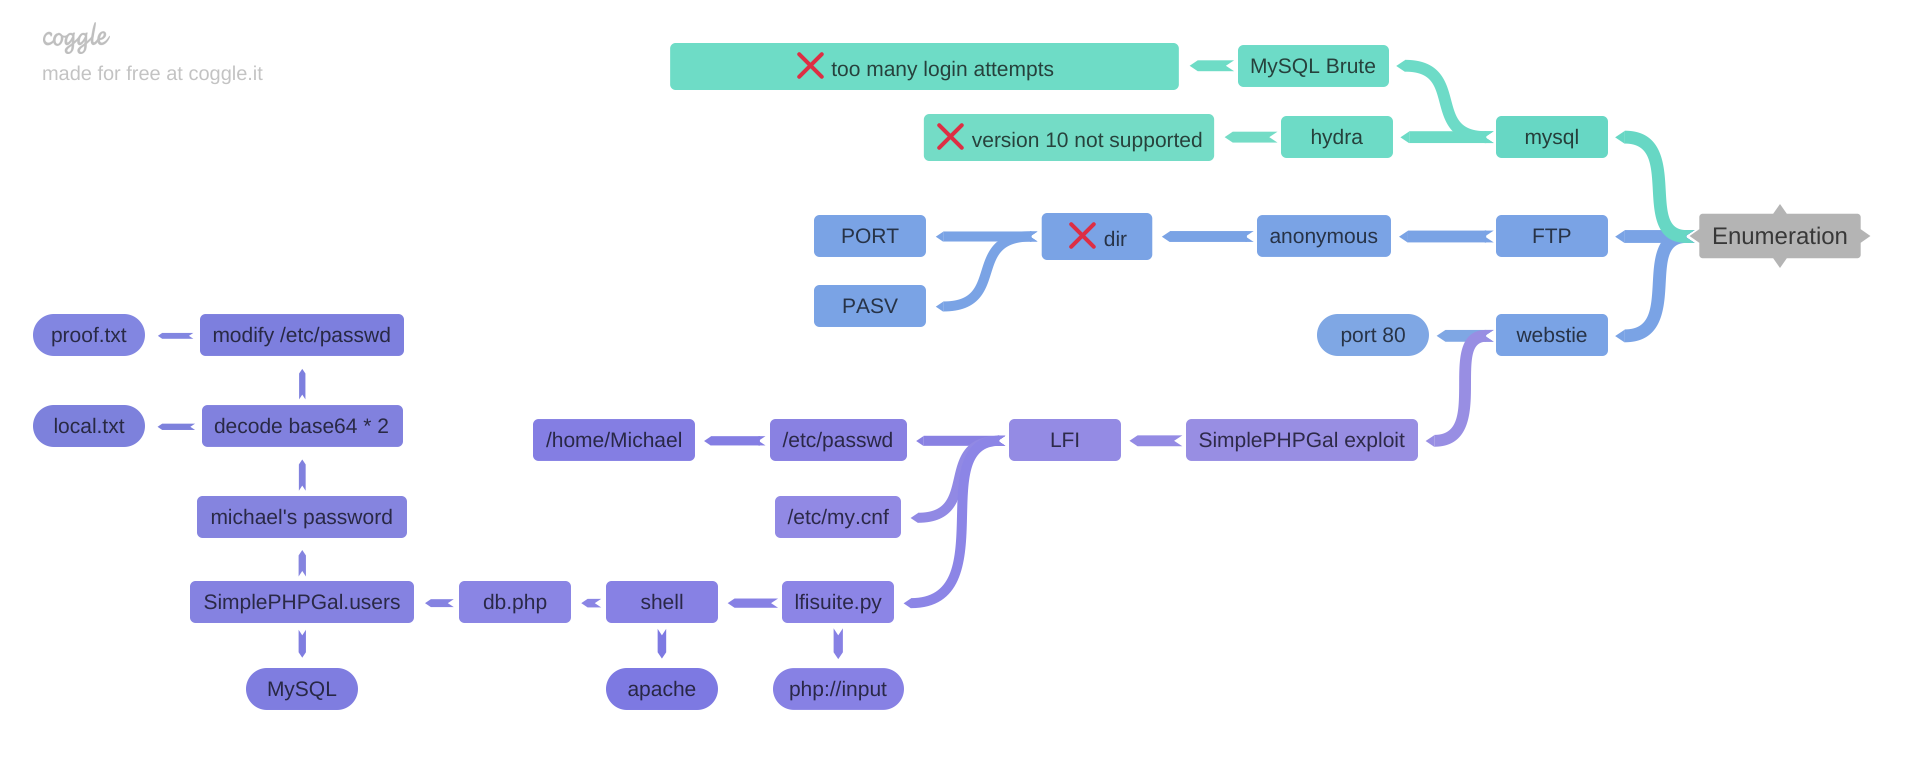 coggle
made for free at coggle.it
too many login attempts
MySQL Brute
version 10 not supported
hydra
mysql
PORT
dir
anonymous
FTP
Enumeration
PASV
proof.txt
modify /etc/passwd
port 80
webstie
local.txt
decode base64 * 2
/home/Michael
/etc/passwd
LFI
SimplePHPGal exploit
michael's password
/etc/my.cnf
SimplePHPGal.users
db.php
shell
lfisuite.py
MySQL
apache
php://input